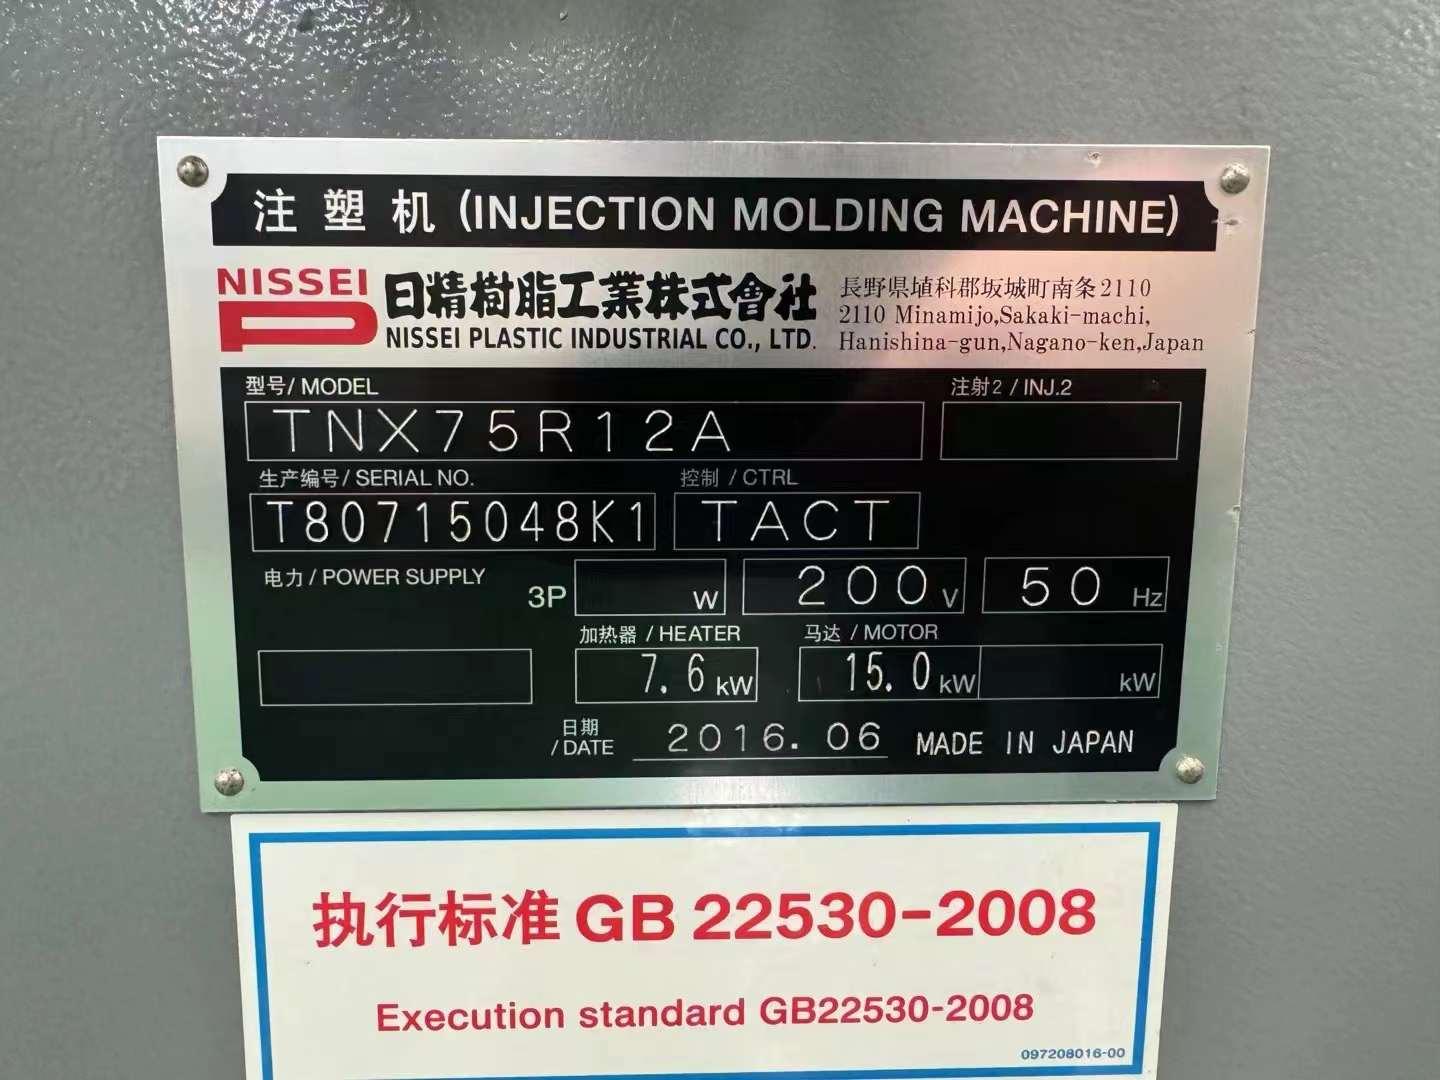 注塑机 (INJECTION MOLDING MACHINE)
NISSEI
日精樹脂工業株式會社
NISSEI PLASTIC INDUSTRIAL CO., LTD.
長野県埴科郡坂城町南条2110
2110 Minamijo,Sakaki-machi,
Hanishina-gun,Nagano-ken,Japan
型号/ MODEL
注射2 / INJ.2
TNX75R12A
生产编号/ SERIAL NO.
控制 / CTRL
T80715048K1
TACT
电力 / POWER SUPPLY
3P
W
200 V
50 Hz
加热器 / HEATER
马达 / MOTOR
7.6 kW
15.0 kW
kW
日期
/ DATE
2016.06
MADE IN JAPAN
执行标准 GB 22530-2008
Execution standard GB22530-2008
097208016-00